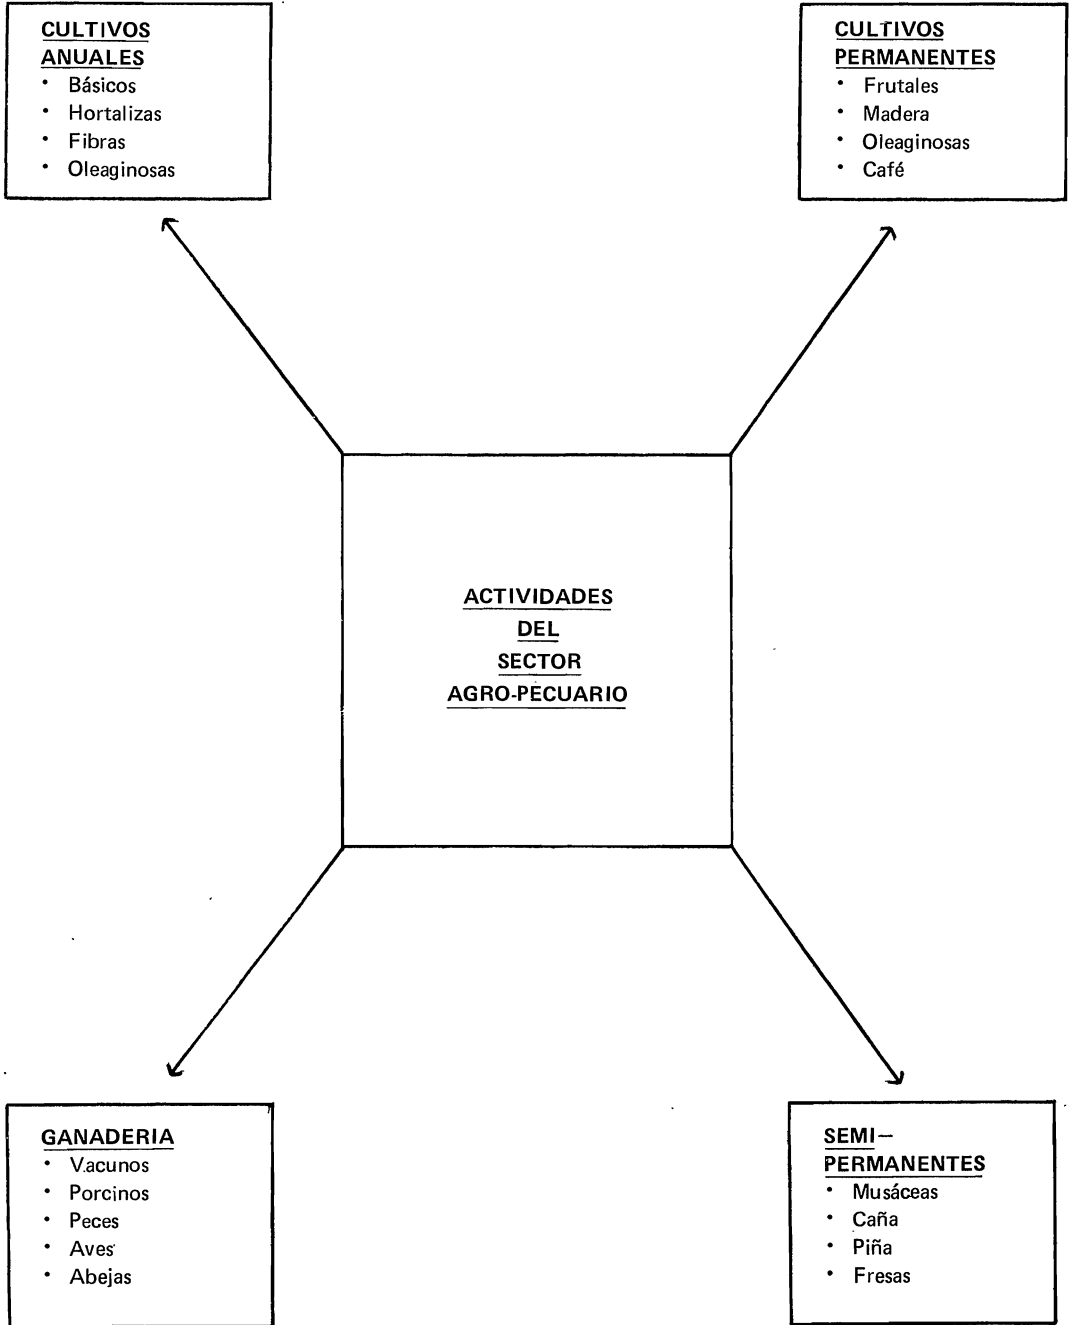 CULTIVOS
ANUALES
• Básicos
• Hortalizas
• Fibras
• Oleaginosas
CULTIVOS
PERMANENTES
• Frutales
• Madera
• Oleaginosas
• Café
ACTIVIDADES
DEL
SECTOR
AGRO-PECUARIO
GANADERIA
• Vacunos
• Porcinos
• Peces
• Aves
• Abejas
SEMI–
PERMANENTES
• Musáceas
• Caña
• Piña
• Fresas